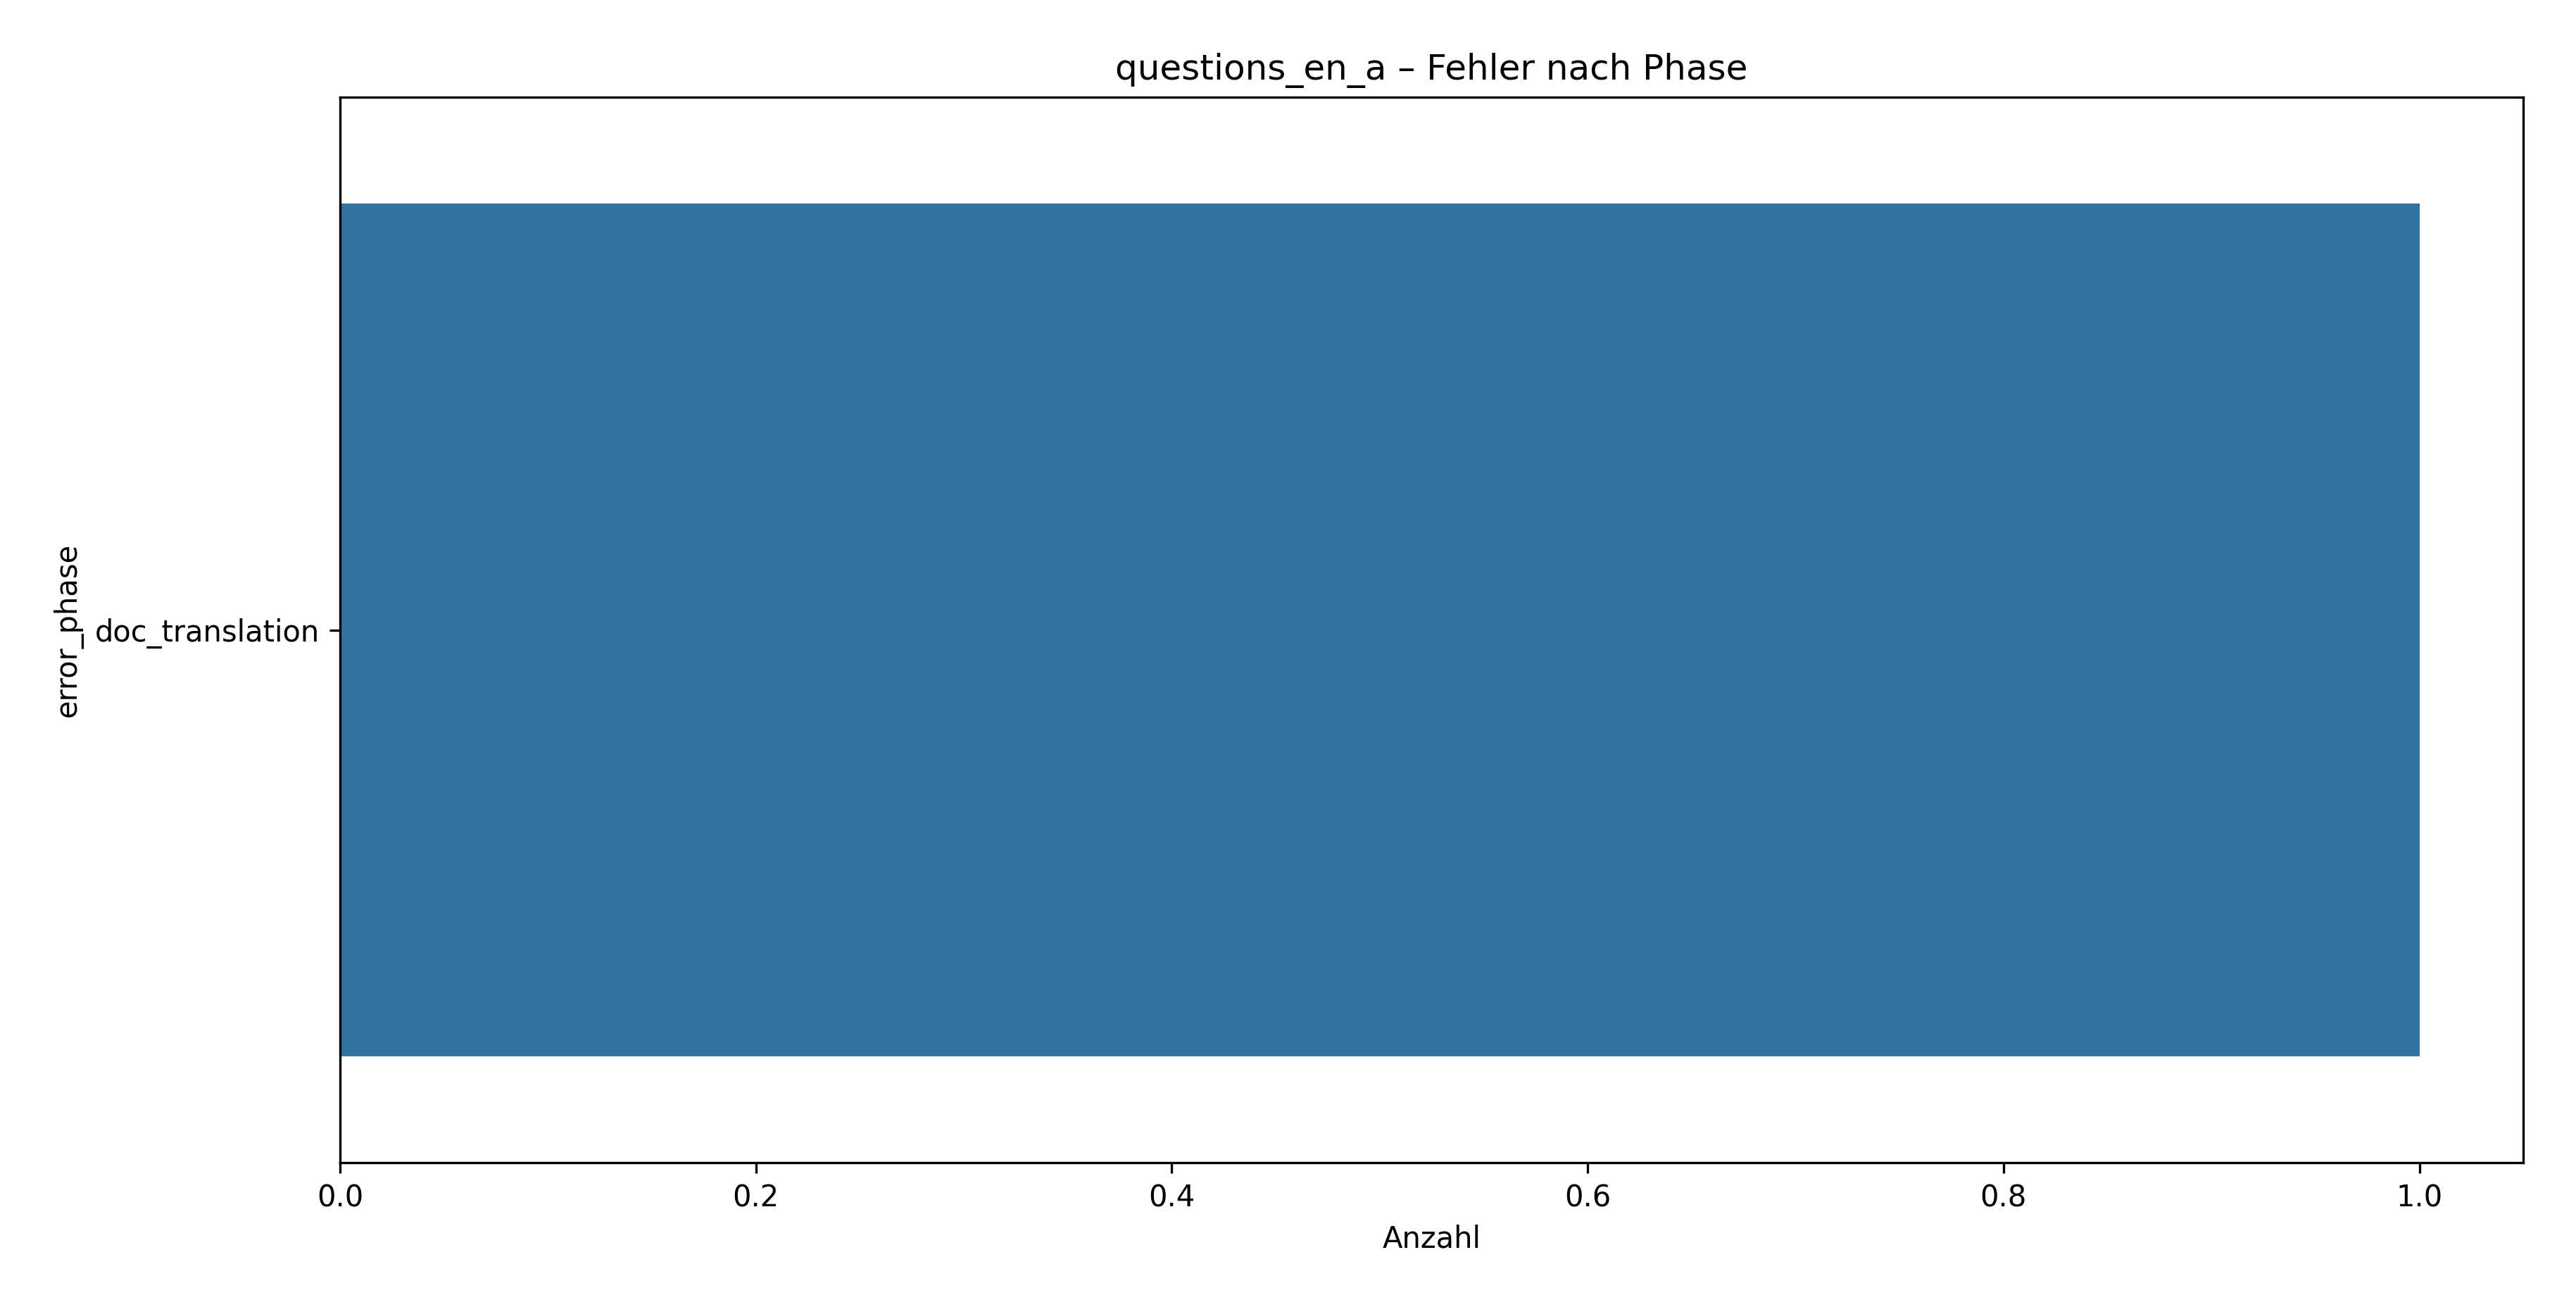 questions_en_a – Fehler nach Phase
error_phase
doc_translation
0.0 0.2 0.4 0.6 0.8 1.0
Anzahl